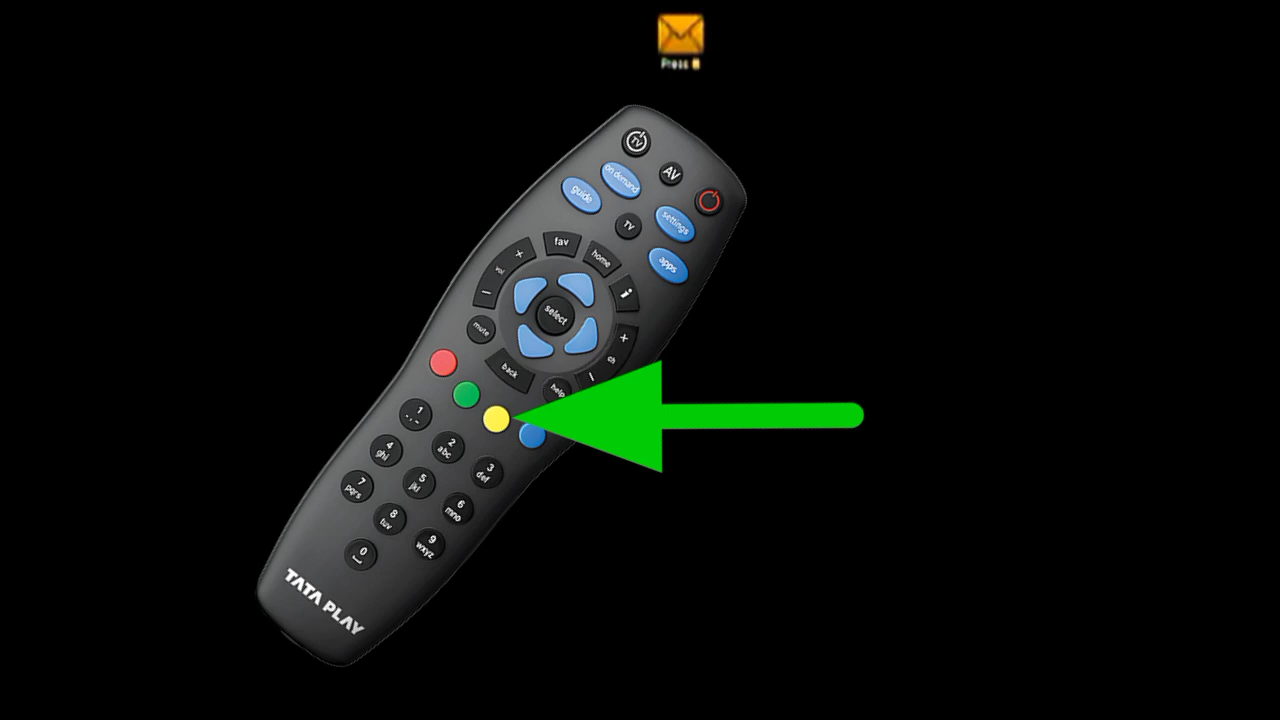 Press
TV
AV
on demand
guide
settings
TV
apps
fav
home
+
vol
−
i
select
mute
+
ch
−
back
help
1
.,–
2
abc
3
def
4
ghi
5
jkl
6
mno
7
pqrs
8
tuv
9
wxyz
0
TATA PLAY